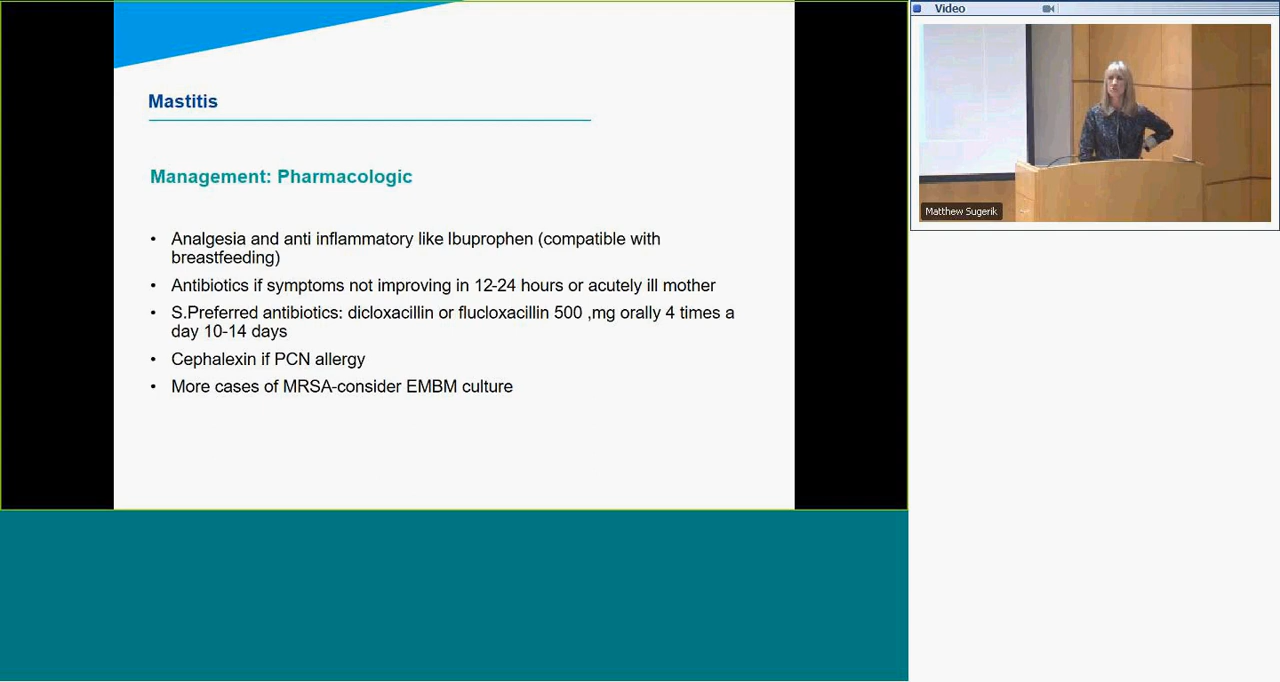 Mastitis
Management: Pharmacologic
• Analgesia and anti inflammatory like Ibuprophen (compatible with
breastfeeding)
• Antibiotics if symptoms not improving in 12-24 hours or acutely ill mother
• S.Preferred antibiotics: dicloxacillin or flucloxacillin 500 ,mg orally 4 times a
day 10-14 days
• Cephalexin if PCN allergy
• More cases of MRSA-consider EMBM culture
Video
Matthew Sugerik